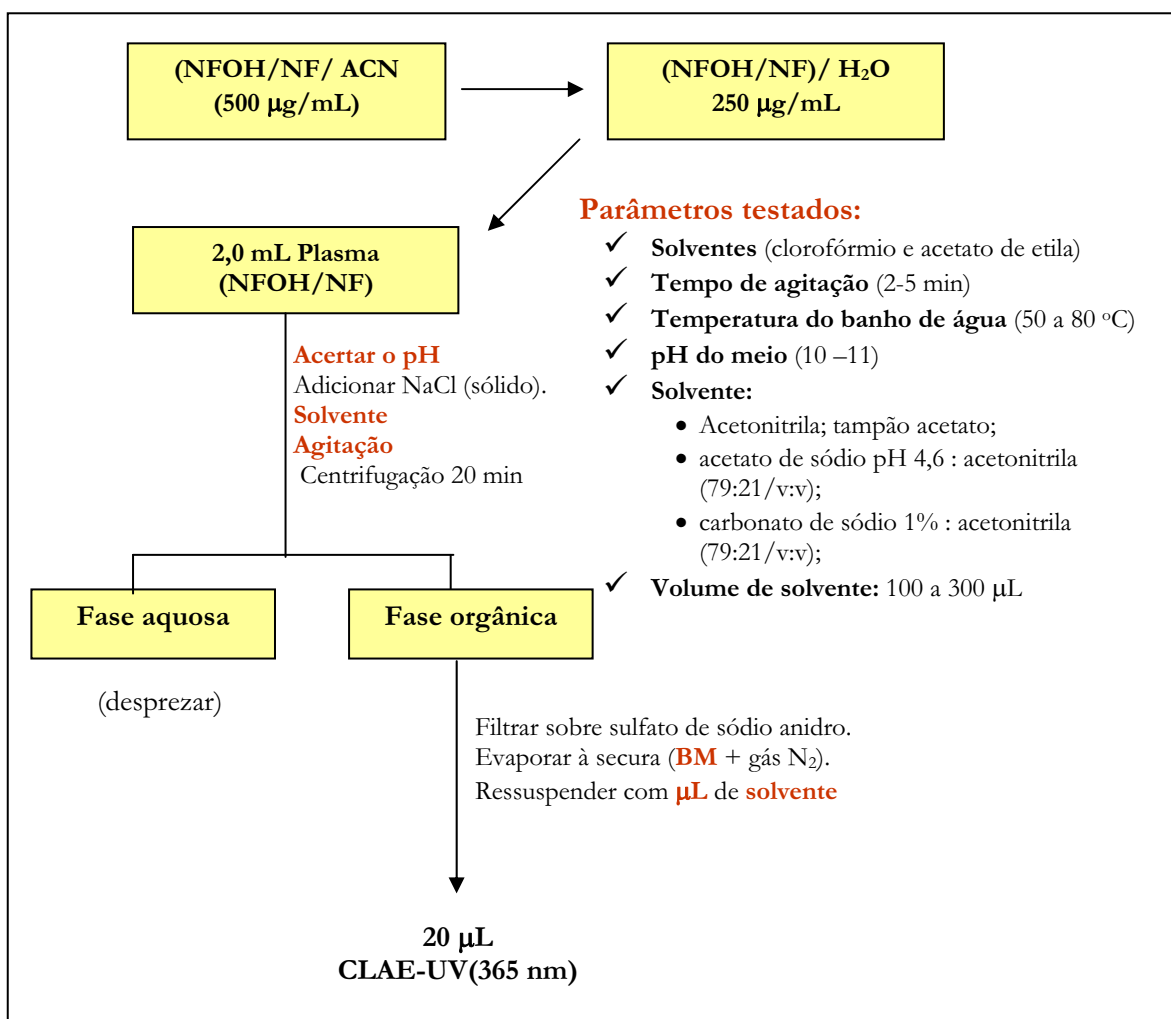 (NFOH/NF/ ACN
(500 µg/mL)
(NFOH/NF)/ H₂O
250 µg/mL
2,0 mL Plasma
(NFOH/NF)
Acertar o pH
Adicionar NaCl (sólido).
Solvente
Agitação
Centrifugação 20 min
Parâmetros testados:
✓ Solventes (clorofórmio e acetato de etila)
✓ Tempo de agitação (2-5 min)
✓ Temperatura do banho de água (50 a 80 ºC)
✓ pH do meio (10 –11)
✓ Solvente:
• Acetonitrila; tampão acetato;
• acetato de sódio pH 4,6 : acetonitrila
(79:21/v:v);
• carbonato de sódio 1% : acetonitrila
(79:21/v:v);
✓ Volume de solvente: 100 a 300 µL
Fase aquosa
Fase orgânica
(desprezar)
Filtrar sobre sulfato de sódio anidro.
Evaporar à secura (BM + gás N₂).
Ressuspender com µL de solvente
20 µL
CLAE-UV(365 nm)